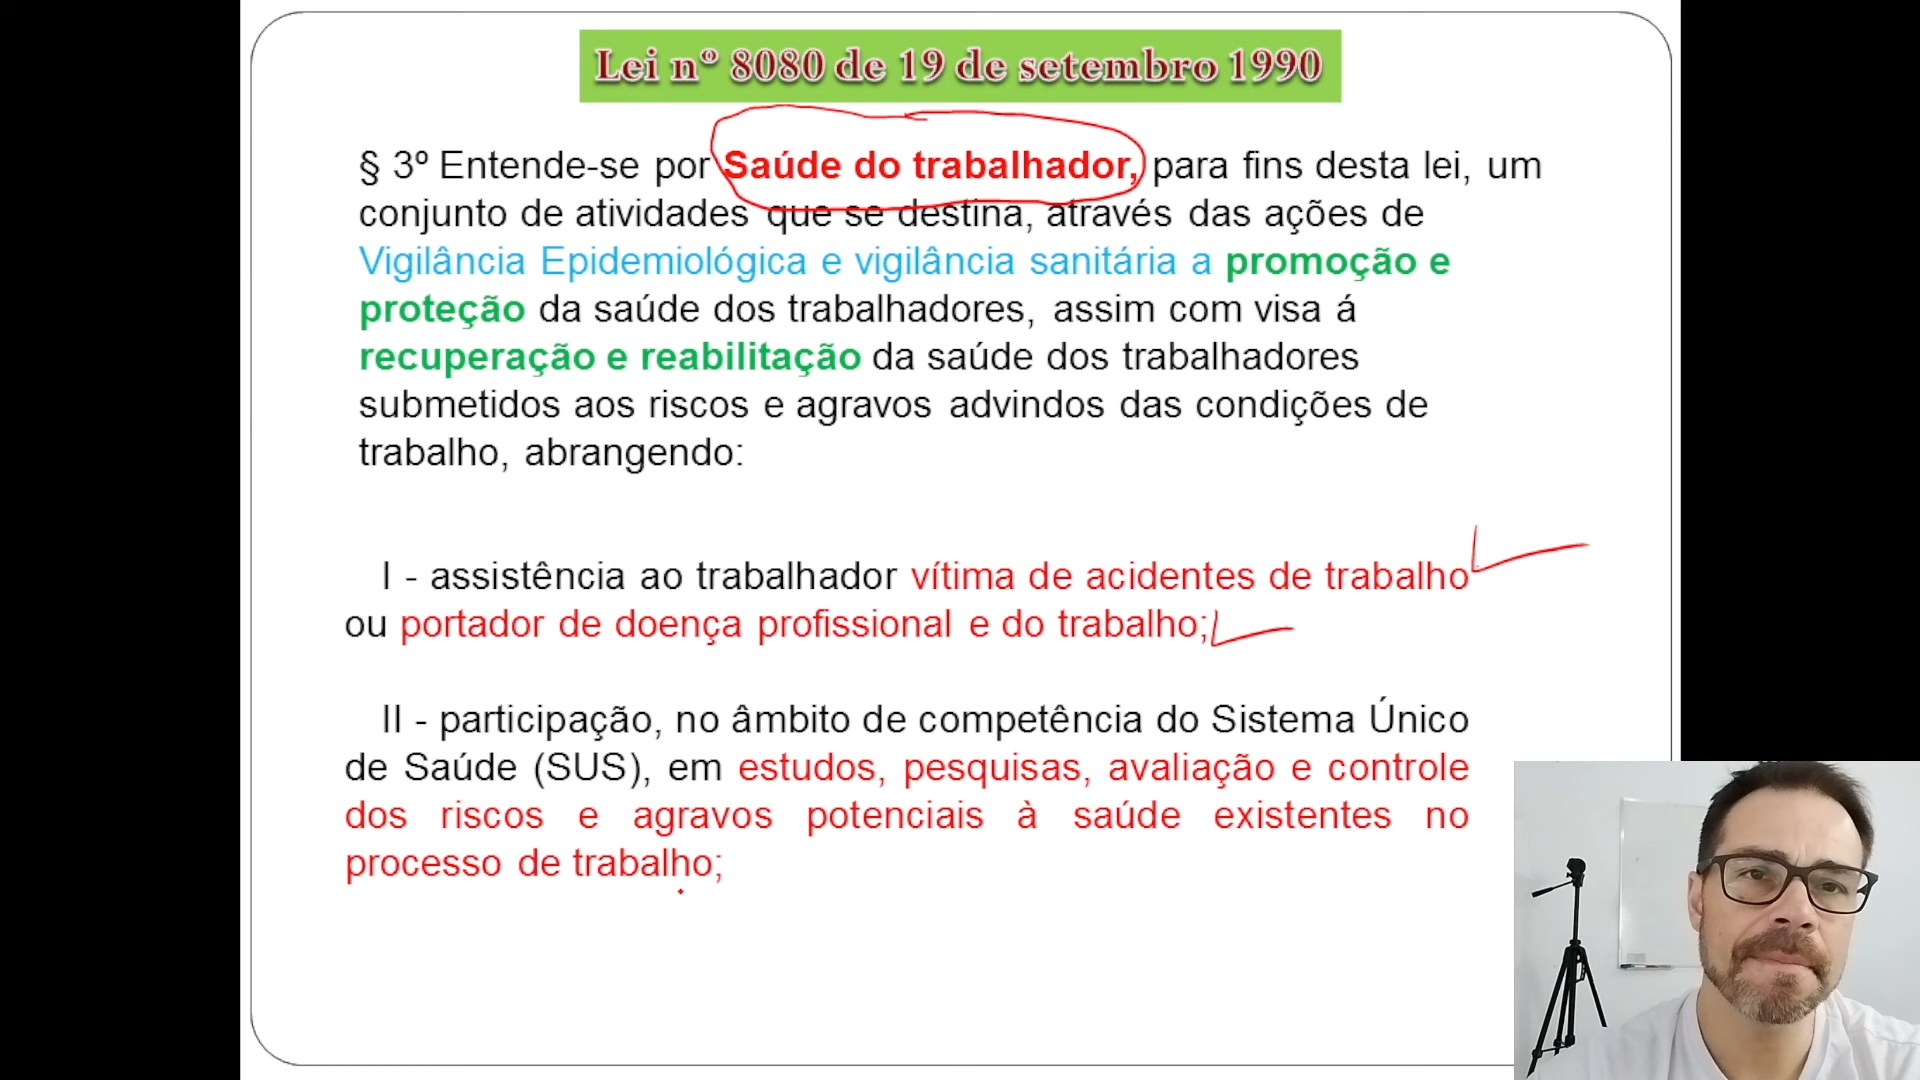 Lei nº 8080 de 19 de setembro 1990
§ 3º Entende-se por Saúde do trabalhador, para fins desta lei, um
conjunto de atividades que se destina, através das ações de
Vigilância Epidemiológica e vigilância sanitária a promoção e
proteção da saúde dos trabalhadores, assim com visa á
recuperação e reabilitação da saúde dos trabalhadores
submetidos aos riscos e agravos advindos das condições de
trabalho, abrangendo:
I - assistência ao trabalhador vítima de acidentes de trabalho
ou portador de doença profissional e do trabalho;
II - participação, no âmbito de competência do Sistema Único
de Saúde (SUS), em estudos, pesquisas, avaliação e controle
dos riscos e agravos potenciais à saúde existentes no
processo de trabalho;